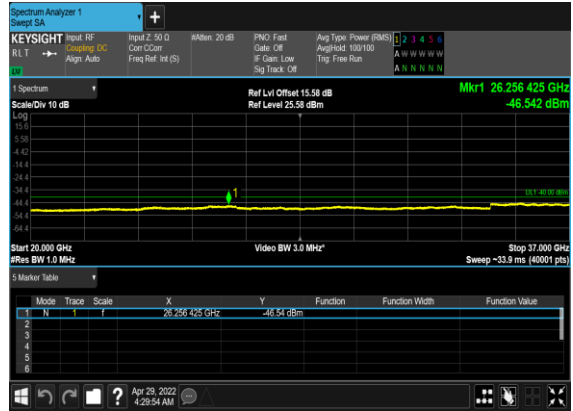 Spectrum Analyzer 1
Swept SA
KEYSIGHT Input: RF Input Z: 50 Ω #Atten: 20 dB PNO: Fast Avg Type: Power (RMS) 1 2 3 4 5 6
RLT Coupling: DC Corr CCorr Gate: Off Avg|Hold: 100/100 A W W W W W
Align: Auto Freq Ref: Int (S) IF Gain: Low Trig: Free Run
Sig Track: Off A N N N N N
LW
1 Spectrum Ref Lvl Offset 15.58 dB Mkr1 26.256 425 GHz
Scale/Div 10 dB Ref Level 25.58 dBm -46.542 dBm
Log
15.6
5.58
-4.42
-14.4
-24.4
-34.4
-44.4
-54.4
-64.4
1
DL1 -40.00 dBm
Start 20.000 GHz Video BW 3.0 MHz* Stop 37.000 GHz
#Res BW 1.0 MHz Sweep ~33.9 ms (40001 pts)
5 Marker Table
Mode Trace Scale X Y Function Function Width Function Value
1 N 1 f 26.256 425 GHz -46.54 dBm
2
3
4
5
6
? Apr 29, 2022
4:29:54 AM